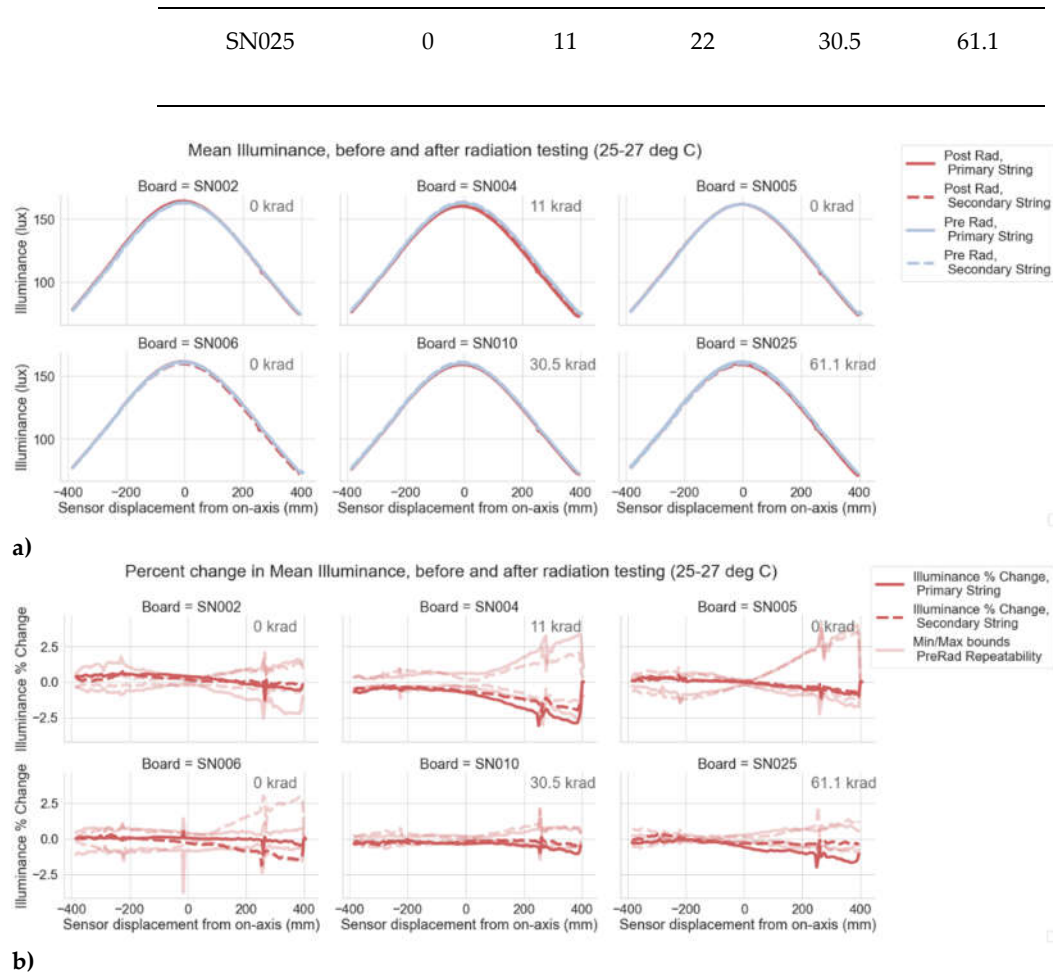 SN025 0 11 22 30.5 61.1
Mean Illuminance, before and after radiation testing (25-27 deg C)
Board = SN002 Board = SN004 Board = SN005
0 krad 11 krad 0 krad
Illuminance (lux)
150
100
Board = SN006 Board = SN010 Board = SN025
0 krad 30.5 krad 61.1 krad
Illuminance (lux)
150
100
−400 −200 0 200 400 −400 −200 0 200 400 −400 −200 0 200 400
Sensor displacement from on-axis (mm) Sensor displacement from on-axis (mm) Sensor displacement from on-axis (mm)
Post Rad,
Primary String
Post Rad,
Secondary String
Pre Rad,
Primary String
Pre Rad,
Secondary String
a)
Percent change in Mean Illuminance, before and after radiation testing (25-27 deg C)
Board = SN002 Board = SN004 Board = SN005
0 krad 11 krad 0 krad
Illuminance % Change
2.5
0.0
−2.5
Board = SN006 Board = SN010 Board = SN025
0 krad 30.5 krad 61.1 krad
Illuminance % Change
2.5
0.0
−2.5
−400 −200 0 200 400 −400 −200 0 200 400 −400 −200 0 200 400
Sensor displacement from on-axis (mm) Sensor displacement from on-axis (mm) Sensor displacement from on-axis (mm)
Illuminance % Change,
Primary String
Illuminance % Change,
Secondary String
Min/Max bounds
PreRad Repeatability
b)